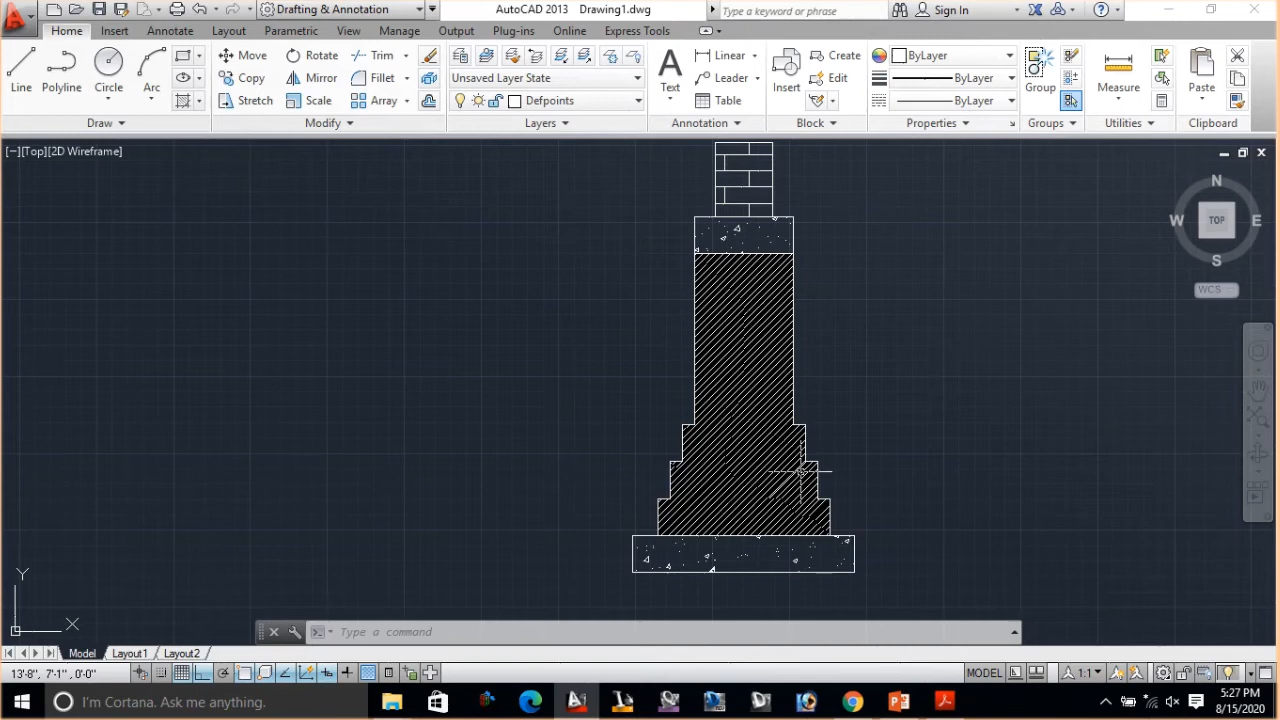 Drafting & Annotation
AutoCAD 2013 Drawing1.dwg
Type a keyword or phrase
Sign In
Home Insert Annotate Layout Parametric View Manage Output Plug-ins Online Express Tools
Line
Polyline
Circle
Arc
Draw
Move
Rotate
Trim
Copy
Mirror
Fillet
Stretch
Scale
Array
Modify
Unsaved Layer State
Defpoints
Layers
Text
Linear
Leader
Table
Annotation
Insert
Create
Edit
Block
ByLayer
ByLayer
ByLayer
Properties
Group
Groups
Measure
Utilities
Paste
Clipboard
[−][Top][2D Wireframe]
N
W
TOP
E
S
WCS
Y
X
Type a command
Model Layout1 Layout2
13'-8", 7'-1", 0'-0"
MODEL
1:1
I'm Cortana. Ask me anything.
5:27 PM
8/15/2020